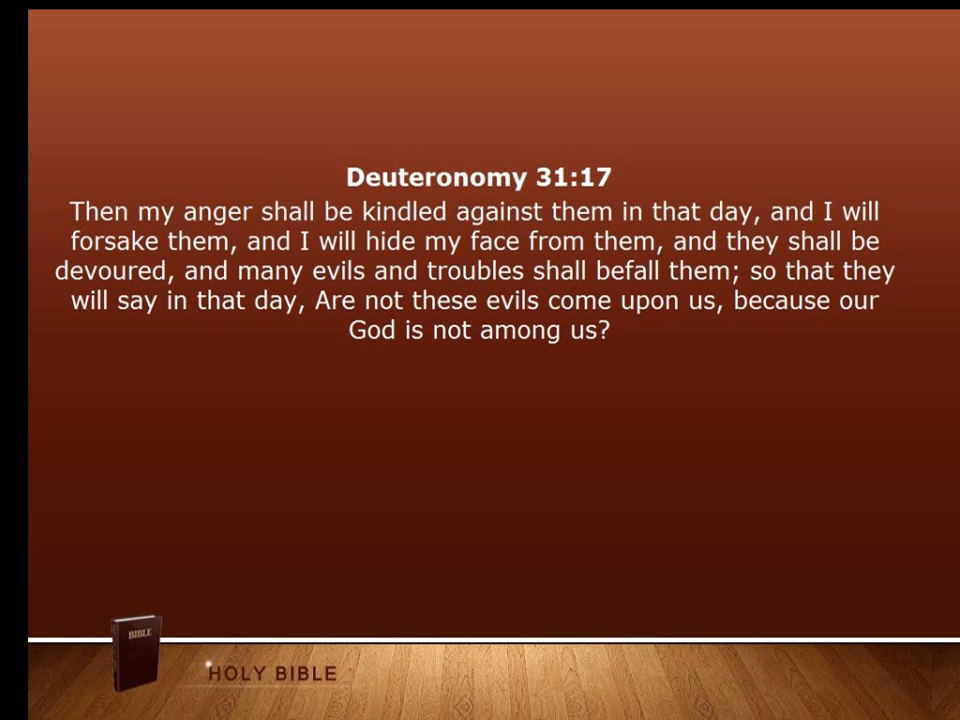 Deuteronomy 31:17
Then my anger shall be kindled against them in that day, and I will
forsake them, and I will hide my face from them, and they shall be
devoured, and many evils and troubles shall befall them; so that they
will say in that day, Are not these evils come upon us, because our
God is not among us?
BIBLE
HOLY BIBLE